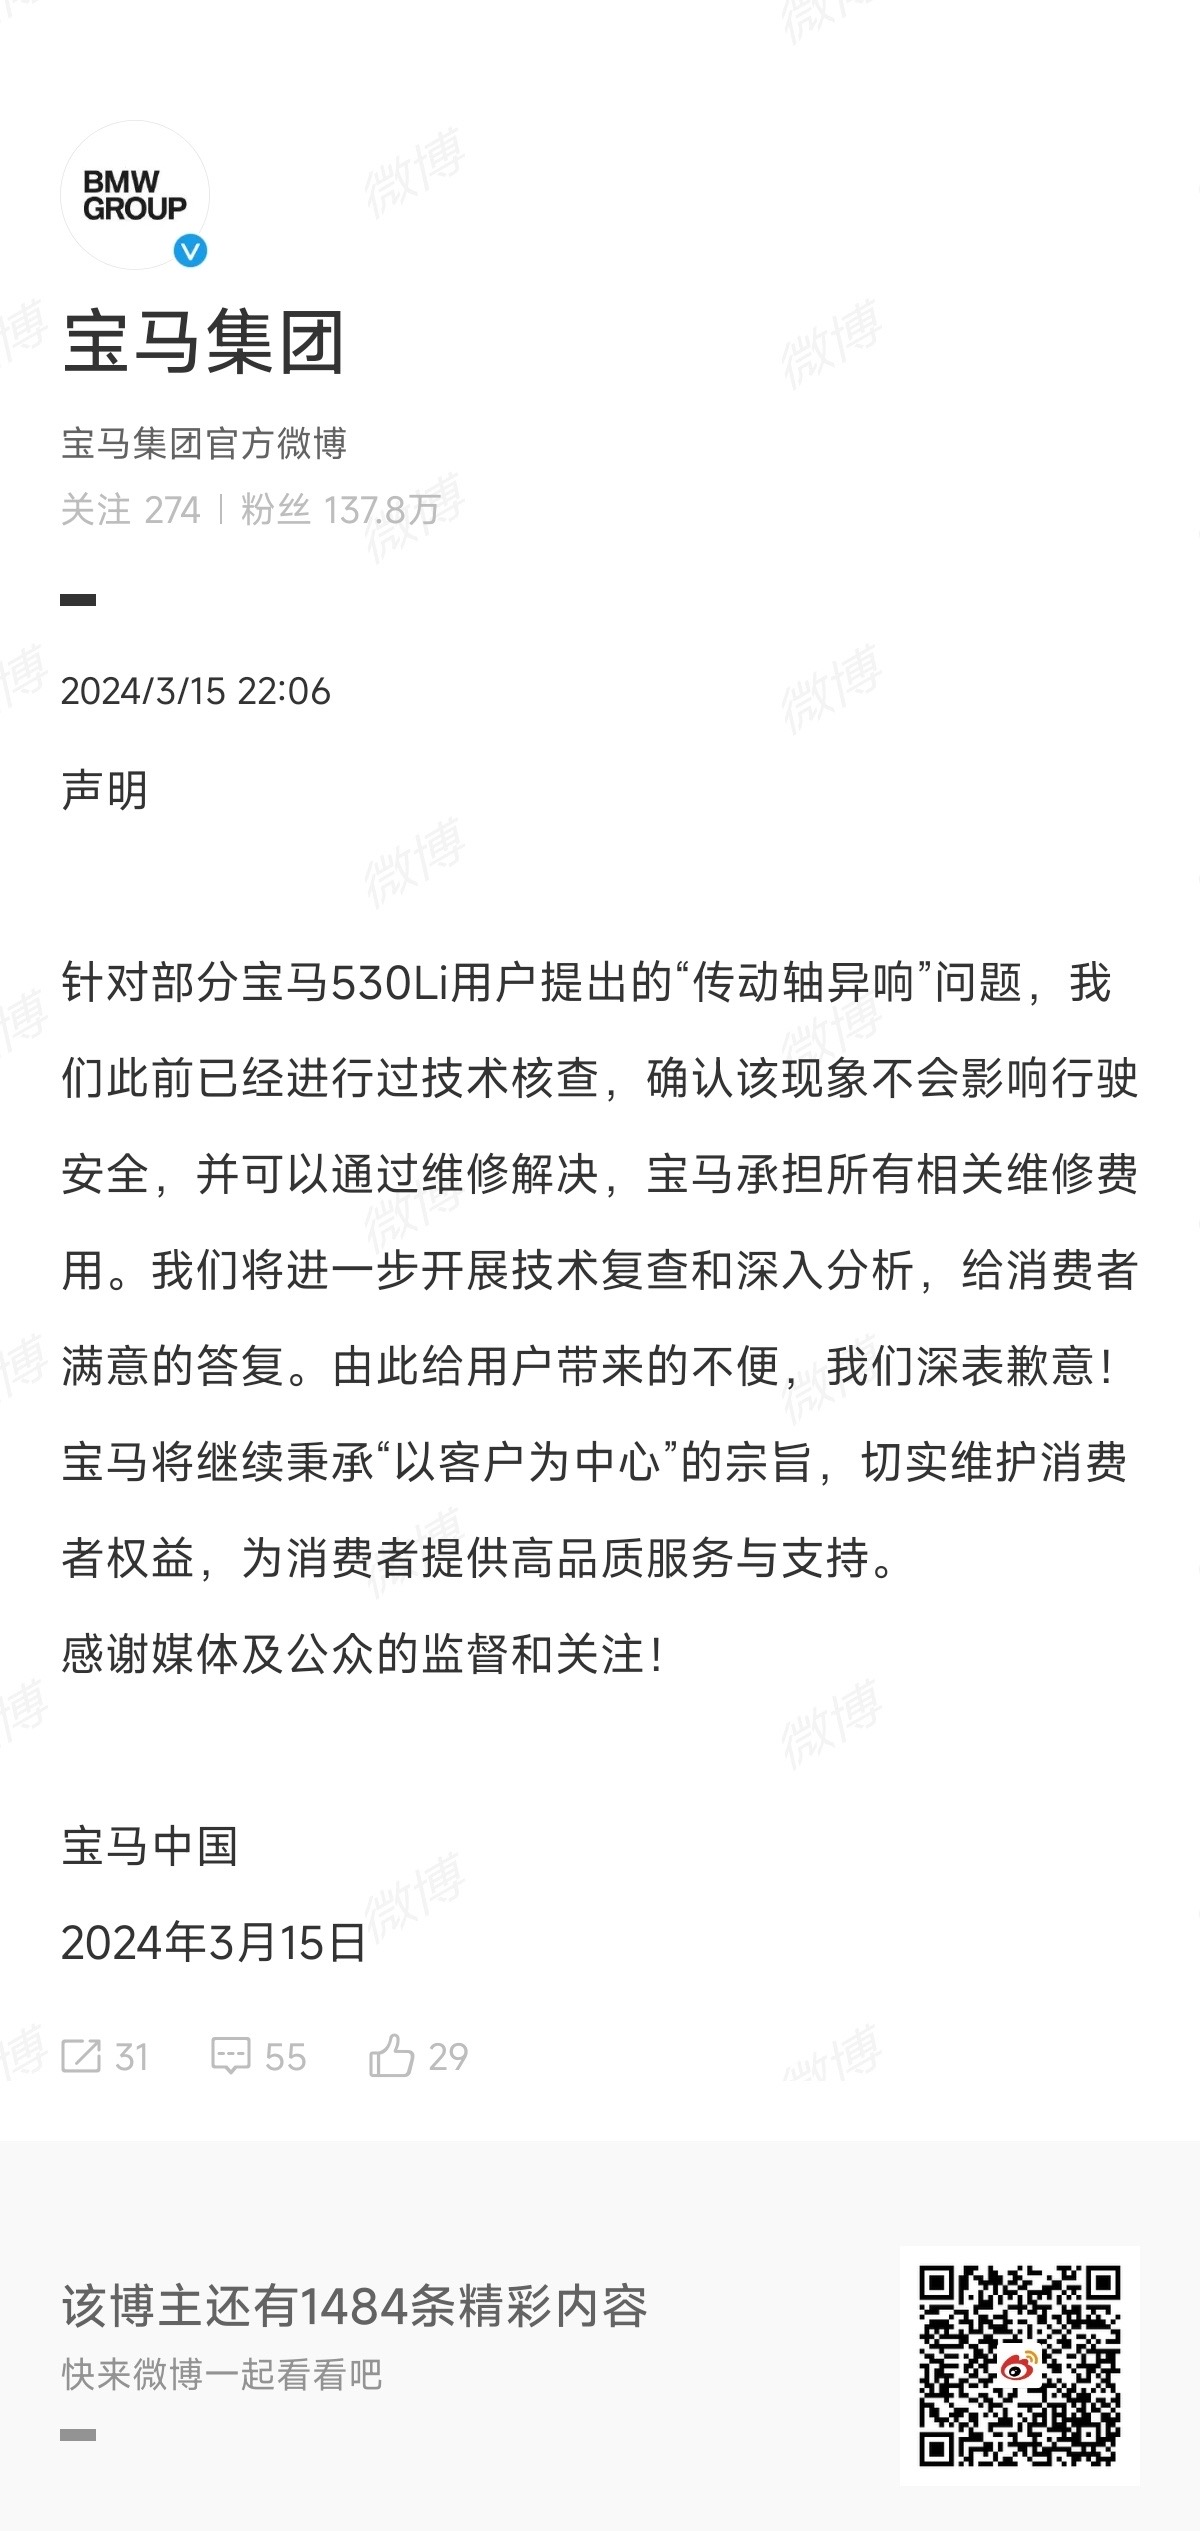 BMW
GROUP
宝马集团
宝马集团官方微博
关注 274 | 粉丝 137.8万
2024/3/15 22:06
声明
针对部分宝马530Li用户提出的“传动轴异响”问题，我
们此前已经进行过技术核查，确认该现象不会影响行驶
安全，并可以通过维修解决，宝马承担所有相关维修费
用。我们将进一步开展技术复查和深入分析，给消费者
满意的答复。由此给用户带来的不便，我们深表歉意！
宝马将继续秉承“以客户为中心”的宗旨，切实维护消费
者权益，为消费者提供高品质服务与支持。
感谢媒体及公众的监督和关注！
宝马中国
2024年3月15日
31 55 29
该博主还有1484条精彩内容
快来微博一起看看吧
微博